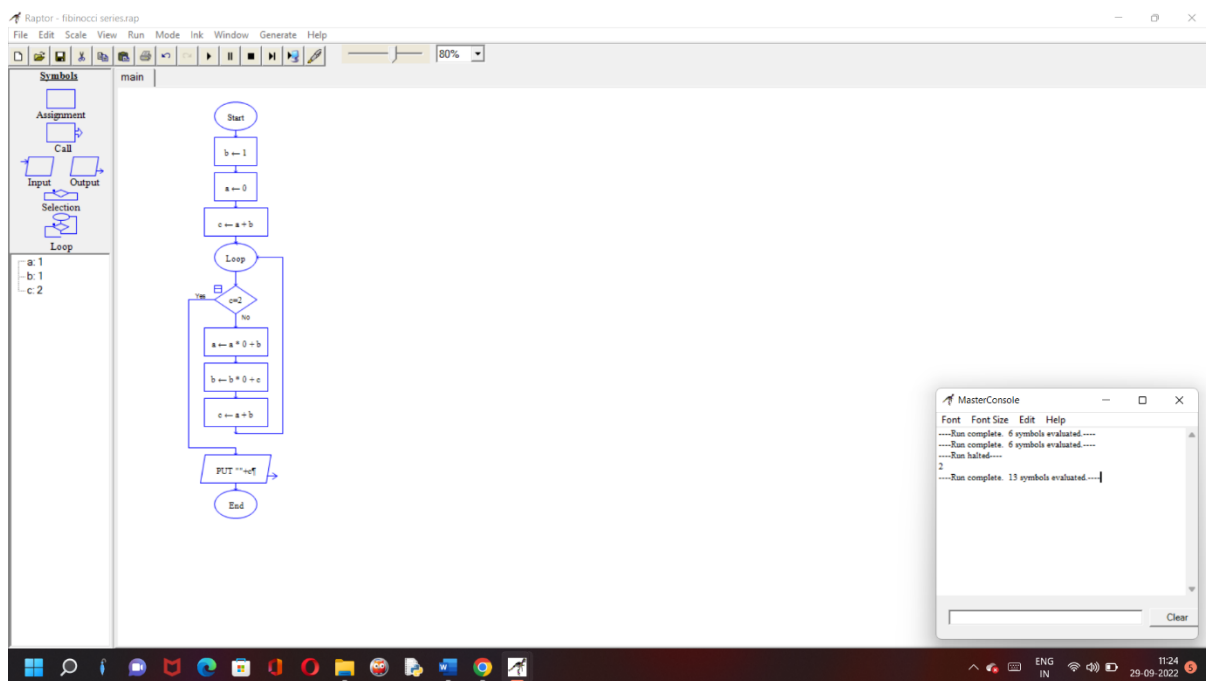 Raptor - fibinocci series.rap
File Edit Scale View Run Mode Ink Window Generate Help
80%
Symbols
Assignment
Call
Input Output
Selection
Loop
a: 1
b: 1
c: 2
main
Start
b ← 1
a ← 0
c ← a + b
Loop
Yes
c=2
No
a ← a * 0 + b
b ← b * 0 + c
c ← a + b
PUT ""+c¶
End
MasterConsole
Font Font Size Edit Help
----Run complete. 6 symbols evaluated.----
----Run complete. 6 symbols evaluated.----
----Run halted----
2
----Run complete. 13 symbols evaluated.----
Clear
ENG
IN
11:24
29-09-2022
5